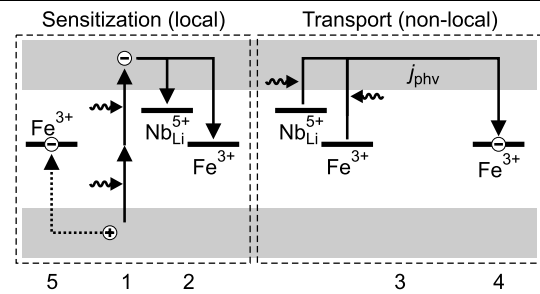 Sensitization (local) Transport (non-local)
jphv
Fe3+ Nb5+Li Nb5+Li
Fe3+ Fe3+ Fe3+
5 1 2 3 4